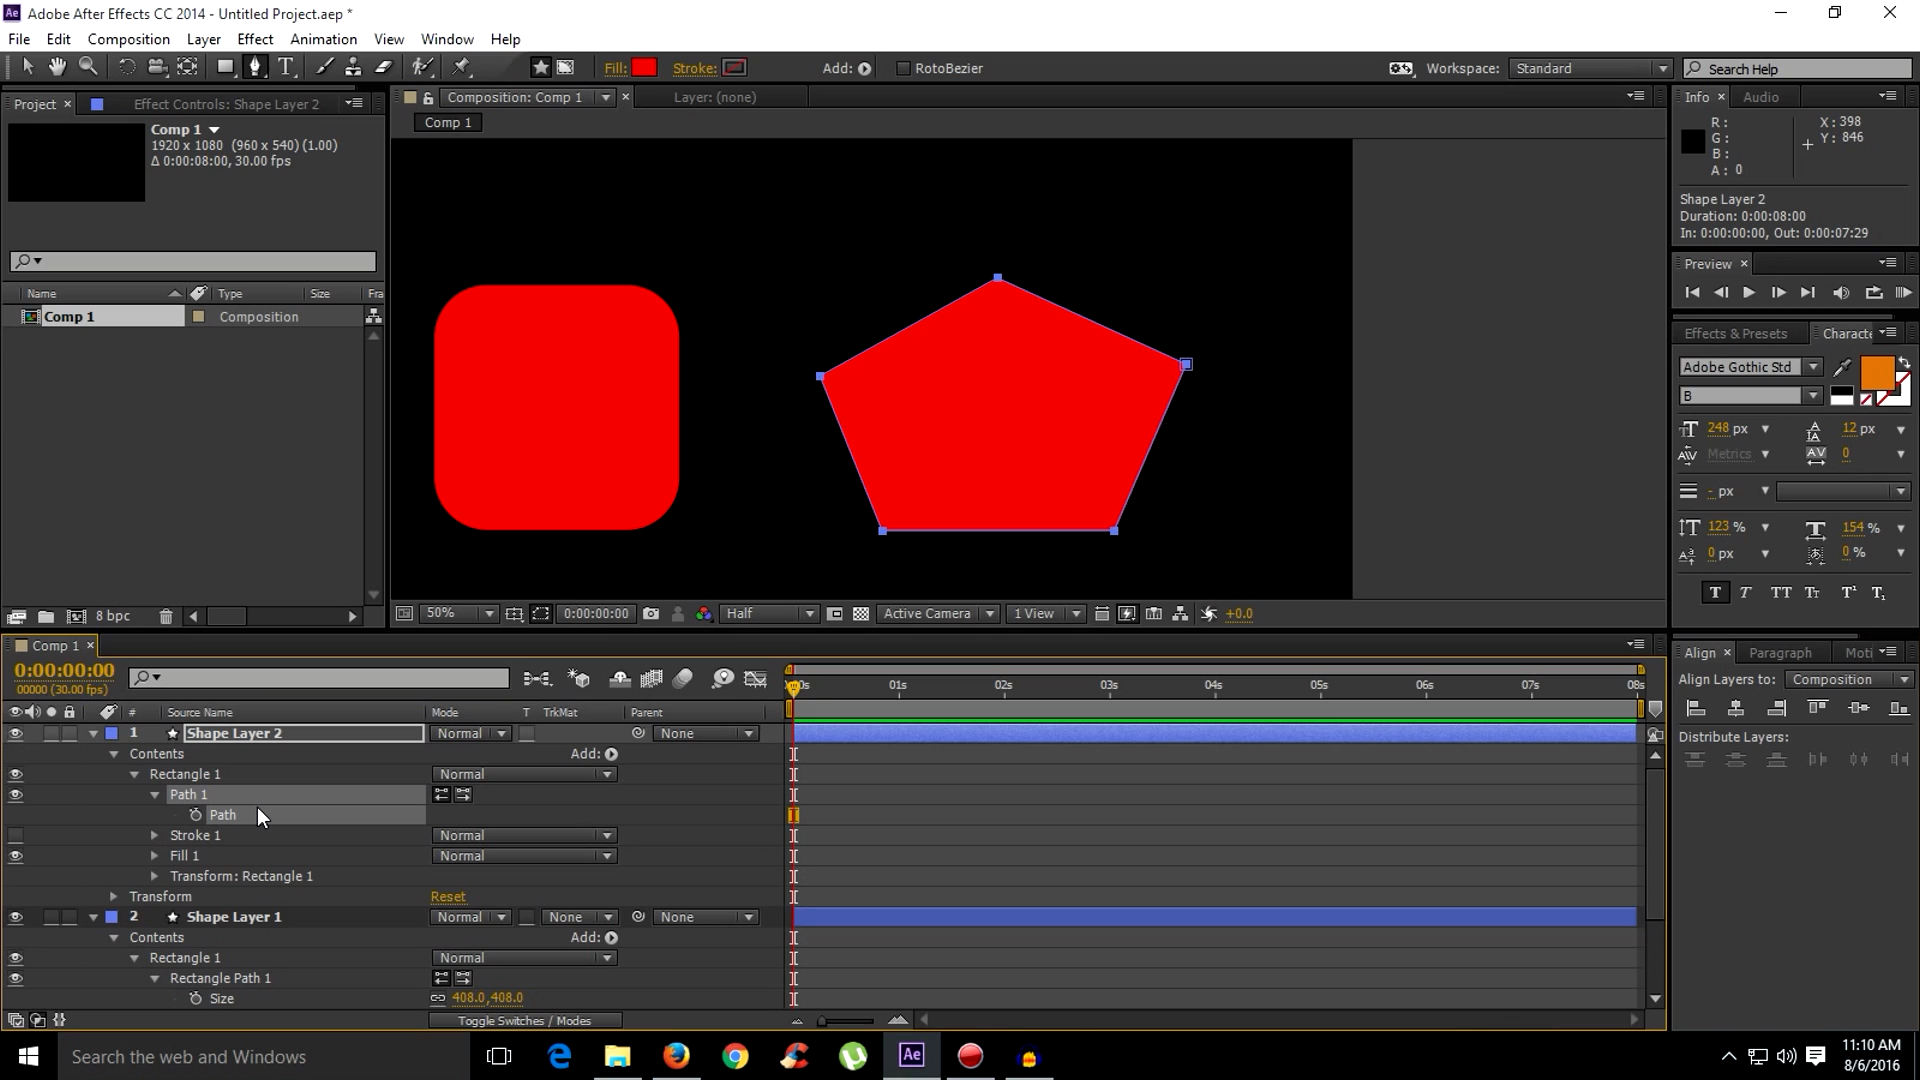 Ae Adobe After Effects CC 2014 - Untitled Project.aep *
File Edit Composition Layer Effect Animation View Window Help
T Fill: Stroke: Add: RotoBezier Workspace: Standard Search Help
Project × Effect Controls: Shape Layer 2
Composition: Comp 1 × Layer: (none)
Info × Audio
Comp 1
1920 x 1080 (960 x 540) (1.00)
Δ 0:00:08:00, 30.00 fps
Comp 1
R: X: 398
G: Y: 846
B:
A: 0
Shape Layer 2
Duration: 0:00:08:00
In: 0:00:00:00, Out: 0:00:07:29
Preview ×
Name Type Size Fra
Comp 1 Composition
Effects & Presets Characte
Adobe Gothic Std
B
248 px 12 px
Metrics 0
- px
123 % 154 %
0 px 0 %
T T TT Tt T¹ T₁
8 bpc
50% 0:00:00:00 Half Active Camera 1 View +0.0
Comp 1 ×
0:00:00:00
00000 (30.00 fps)
01s 02s 03s 04s 05s 06s 07s 08s
# Source Name Mode T TrkMat Parent
1 Shape Layer 2 Normal None
Contents Add:
Rectangle 1 Normal
Path 1
Path
Stroke 1 Normal
Fill 1 Normal
Transform: Rectangle 1
Transform Reset
2 Shape Layer 1 Normal None None
Contents Add:
Rectangle 1 Normal
Rectangle Path 1
Size 408.0,408.0
Toggle Switches / Modes
Align × Paragraph Moti
Align Layers to: Composition
Distribute Layers:
Search the web and Windows
Ae
11:10 AM
8/6/2016